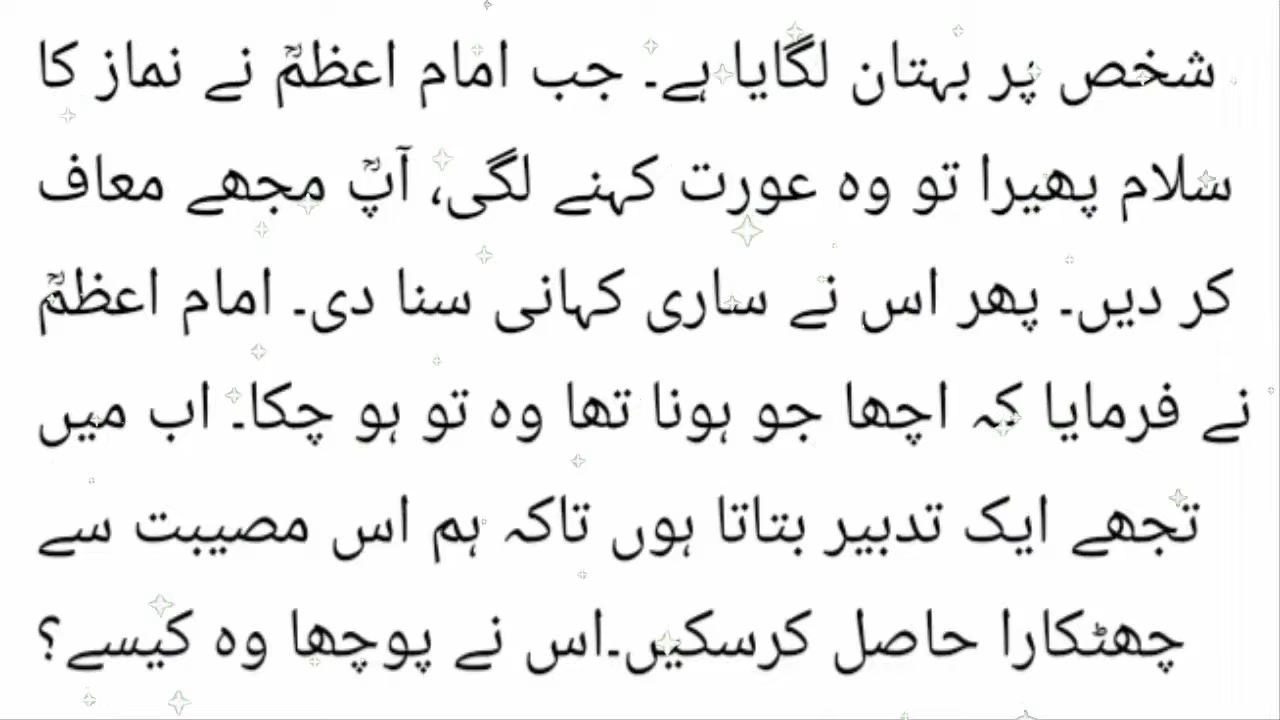 شخص پر بہتان لگایا ہے۔ جب امام اعظمؒ نے نماز کا
سلام پھیرا تو وہ عورت کہنے لگی، آپؒ مجھے معاف
کر دیں۔ پھر اس نے ساری کہانی سنا دی۔ امام اعظمؒ
نے فرمایا کہ اچھا جو ہونا تھا وہ تو ہو چکا۔ اب میں
تجھے ایک تدبیر بتاتا ہوں تاکہ ہم اس مصیبت سے
چھٹکارا حاصل کرسکیں۔اس نے پوچھا وہ کیسے؟